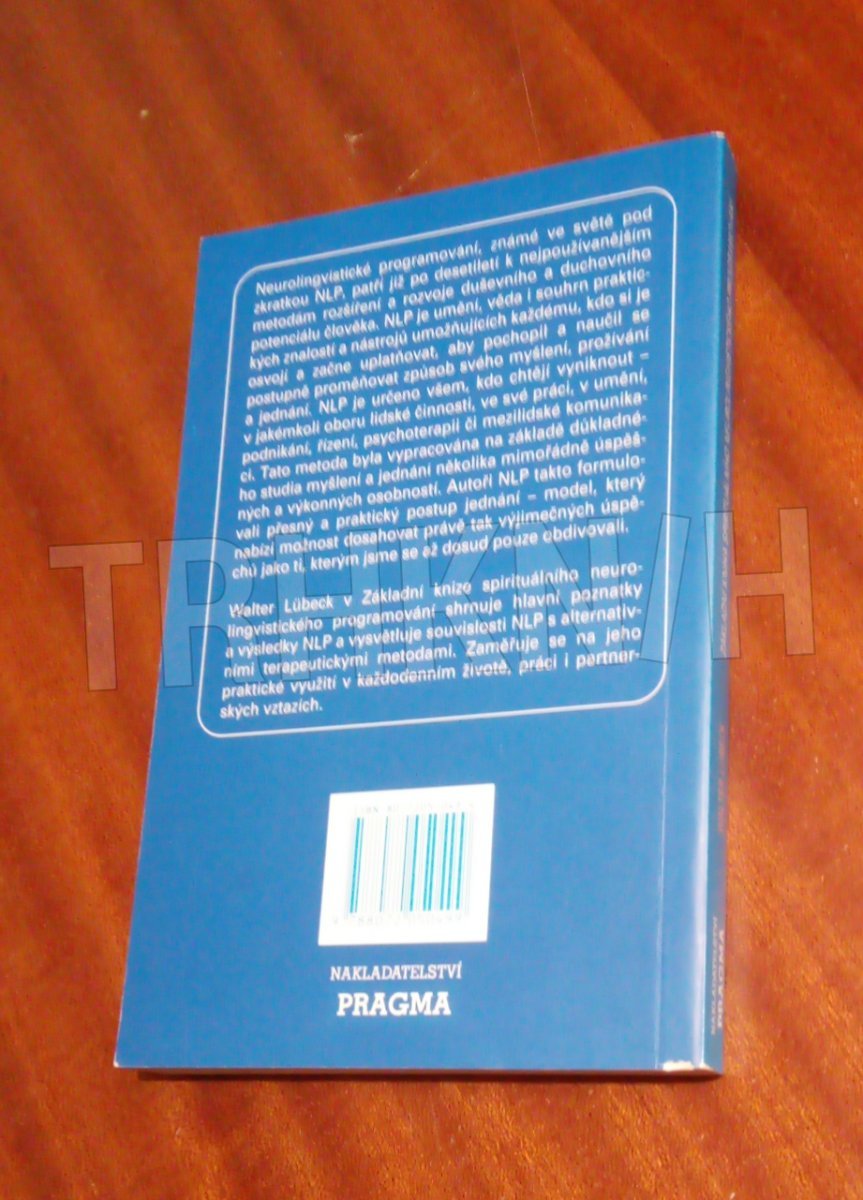 Neurolingvistické programování, známé ve světě pod
zkratkou NLP, patří již po desetiletí k nejpoužívanějším
metodám rozšíření a rozvoje duševního a duchovního
potenciálu člověka. NLP je umění, věda i souhrn praktic-
kých znalostí a nástrojů umožňujících každému, kdo si je
osvojí a začne uplatňovat, aby pochopil a naučil se
postupně proměňovat způsob svého myšlení, prožívání
a jednání. NLP je určeno všem, kdo chtějí vyniknout –
v jakémkoli oboru lidské činnosti, ve své práci, v umění,
podnikání, řízení, psychoterapii či mezilidské komunika-
ci. Tato metoda byla vypracována na základě důkladné-
ho studia myšlení a jednání několika mimořádně úspěš-
ných a výkonných osobností. Autoři NLP takto formulo-
vali přesný a praktický postup jednání – model, který
nabízí možnost dosahovat právě tak výjimečných úspě-
chů jako ti, kterým jsme se až dosud pouze obdivovali.
Walter Lübeck v Základní knize spirituálního neuro-
lingvistického programování shrnuje hlavní poznatky
a výsledky NLP a vysvětluje souvislosti NLP s alternativ-
ními terapeutickými metodami. Zaměřuje se na jeho
praktické využití v každodenním životě, práci i partner-
ských vztazích.
NAKLADATELSTVÍ
PRAGMA
NAKLADATELSTVÍ
PRAGMA